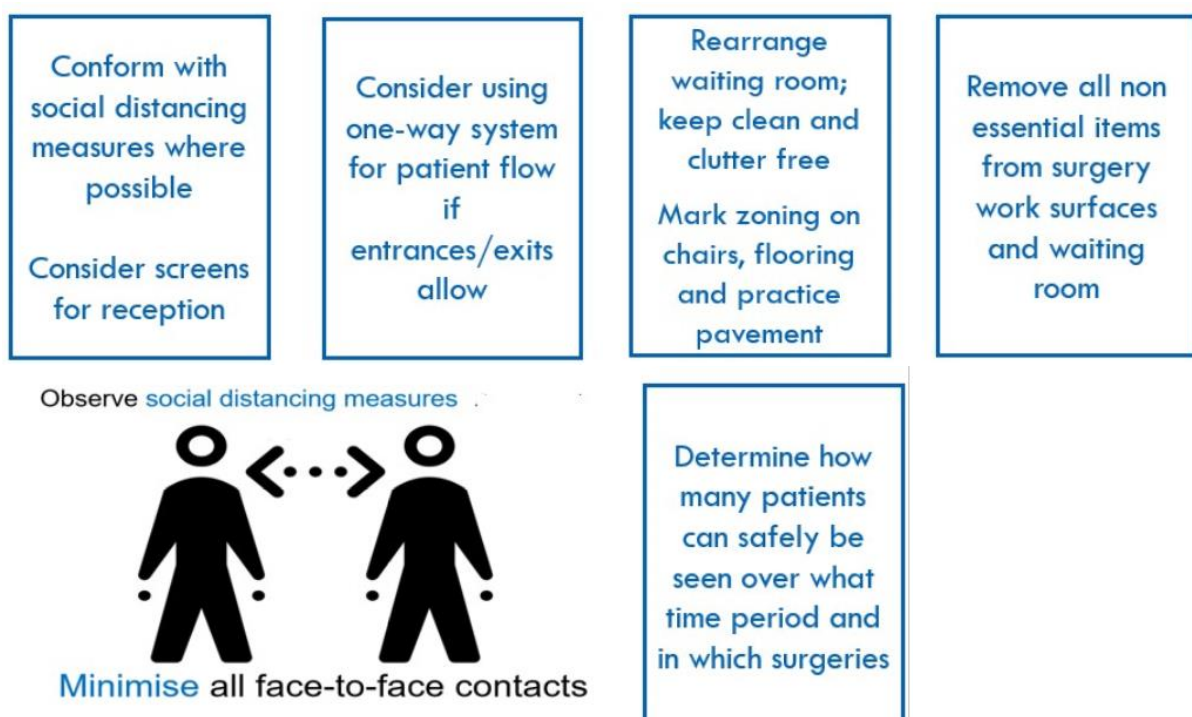 Conform with
social distancing
measures where
possible
Consider screens
for reception
Consider using
one-way system
for patient flow
if
entrances/exits
allow
Rearrange
waiting room;
keep clean and
clutter free
Mark zoning on
chairs, flooring
and practice
pavement
Remove all non
essential items
from surgery
work surfaces
and waiting
room
Observe social distancing measures .
Minimise all face-to-face contacts
Determine how
many patients
can safely be
seen over what
time period and
in which surgeries